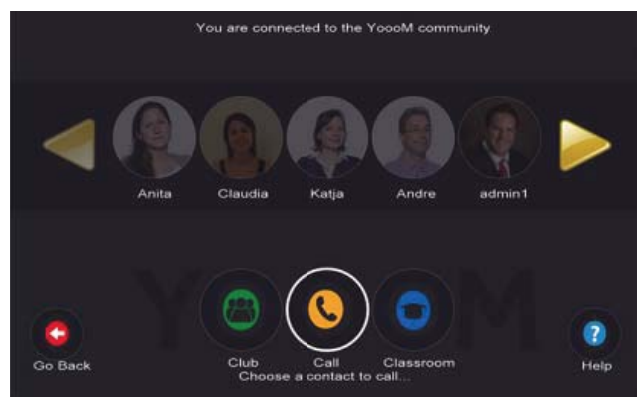 You are connected to the YoooM community
Anita Claudia Katja Andre admin1
YOOOM
Go Back Club Call Classroom Help
Choose a contact to call...
?